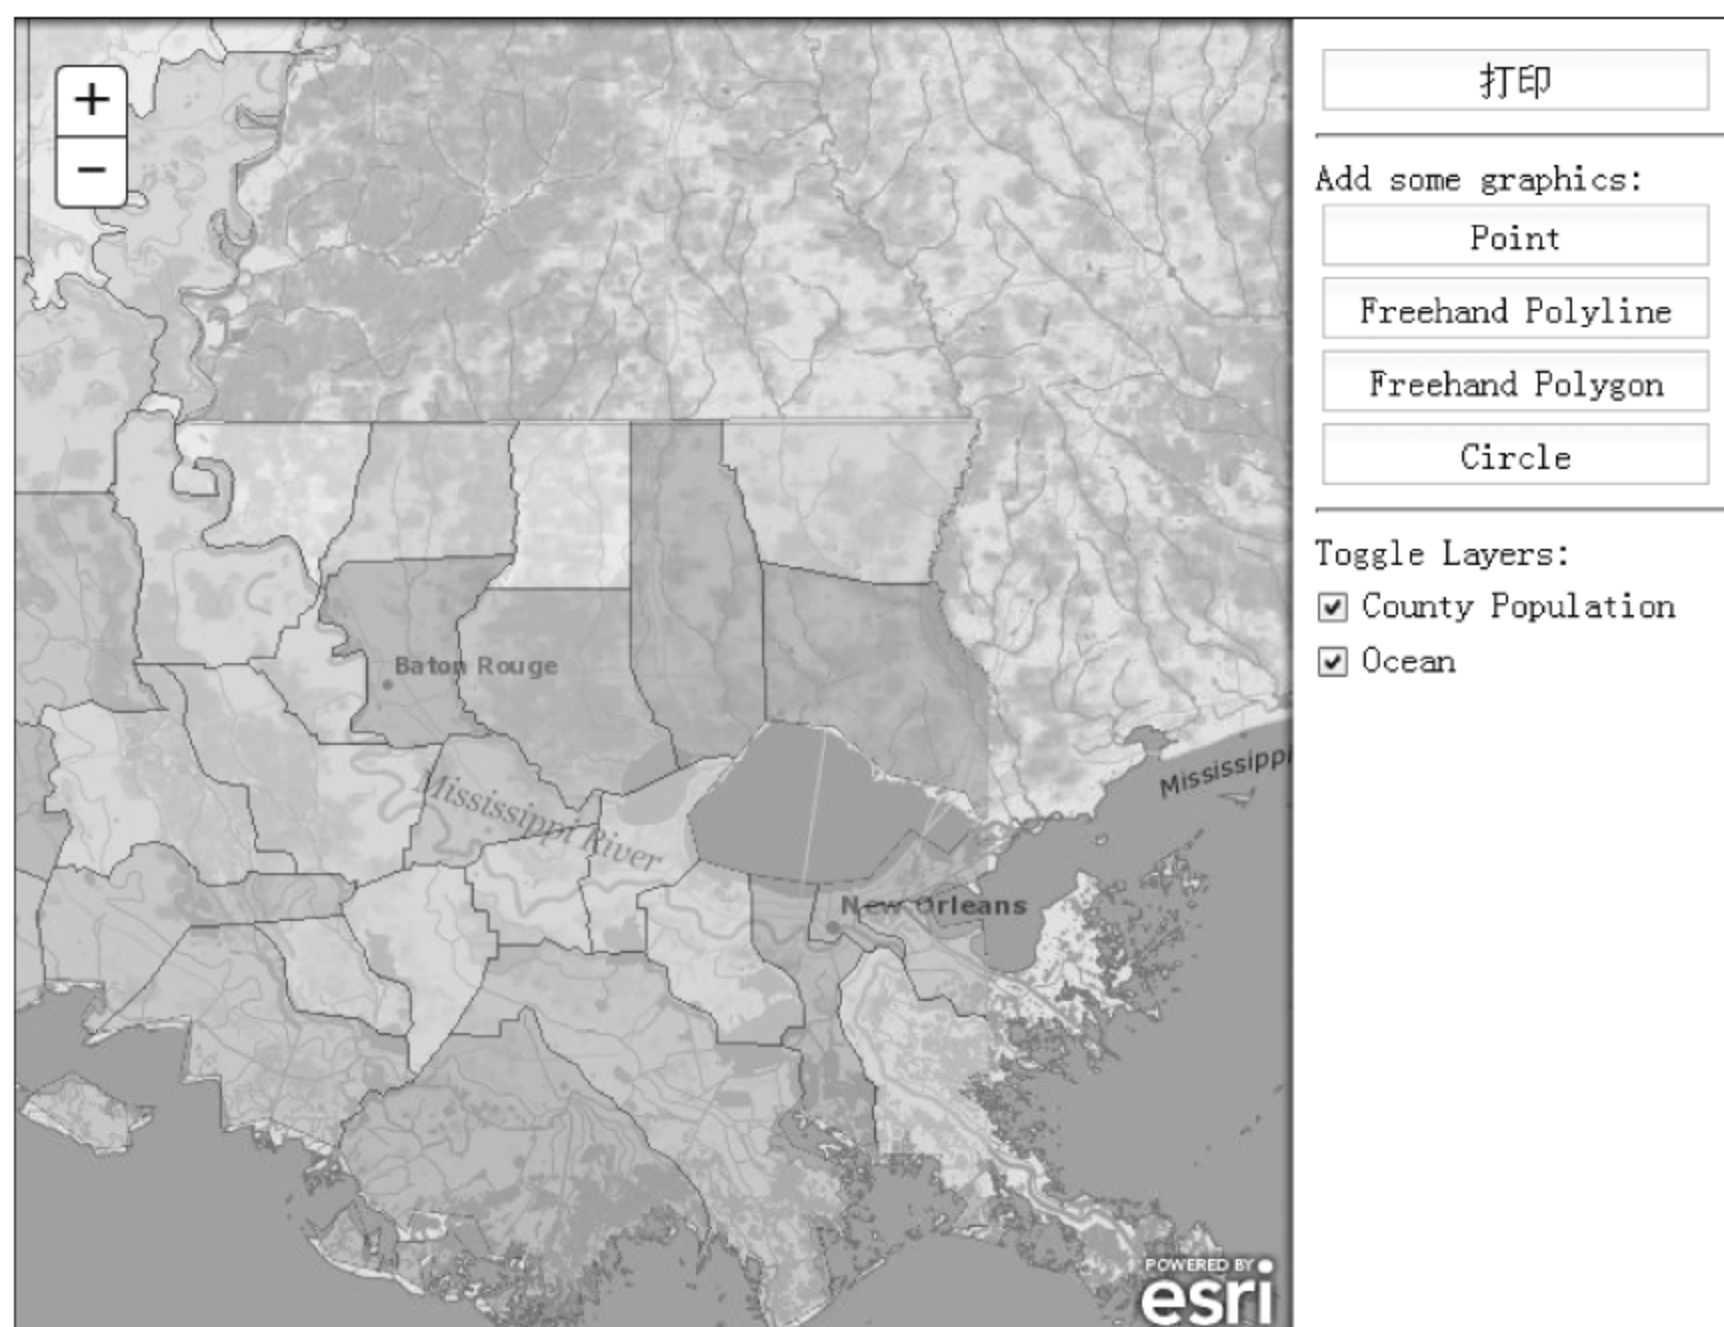 +
−
打印
Add some graphics:
Point
Freehand Polyline
Freehand Polygon
Circle
Toggle Layers:
County Population
Ocean
Baton Rouge
Mississippi
Mississippi River
New Orleans
POWERED BY
esri